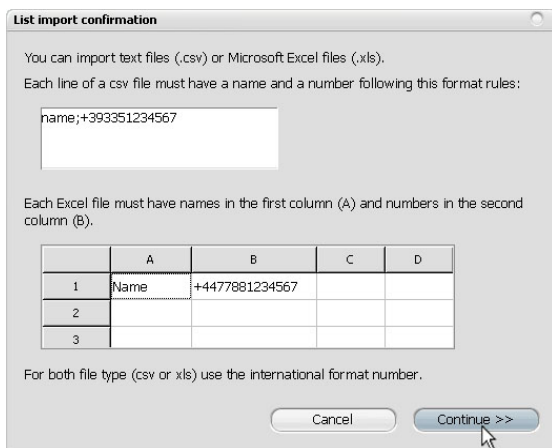 List import confirmation
You can import text files (.csv) or Microsoft Excel files (.xls).
Each line of a csv file must have a name and a number following this format rules:
name;+393351234567
Each Excel file must have names in the first column (A) and numbers in the second
column (B).
A B C D
1 Name +4477881234567
2
3
For both file type (csv or xls) use the international format number.
Cancel Continue >>